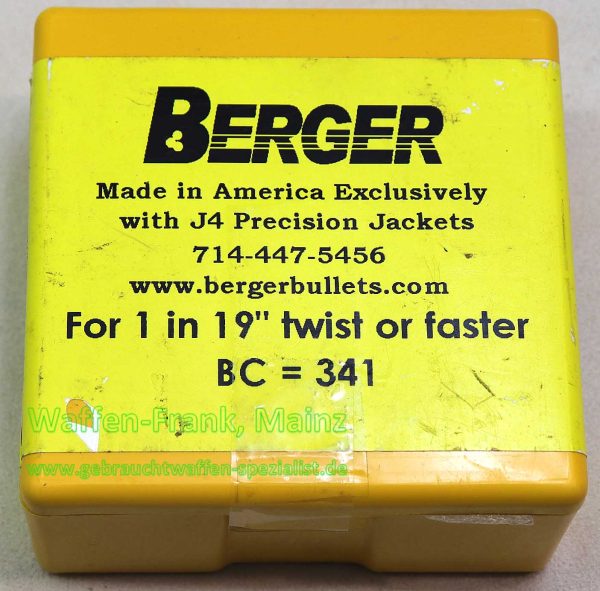 BERGER
Made in America Exclusively
with J4 Precision Jackets
714-447-5456
www.bergerbullets.com
For 1 in 19" twist or faster
BC = 341
Waffen-Frank, Mainz
www.gebrauchtwaffen-spezialist.de